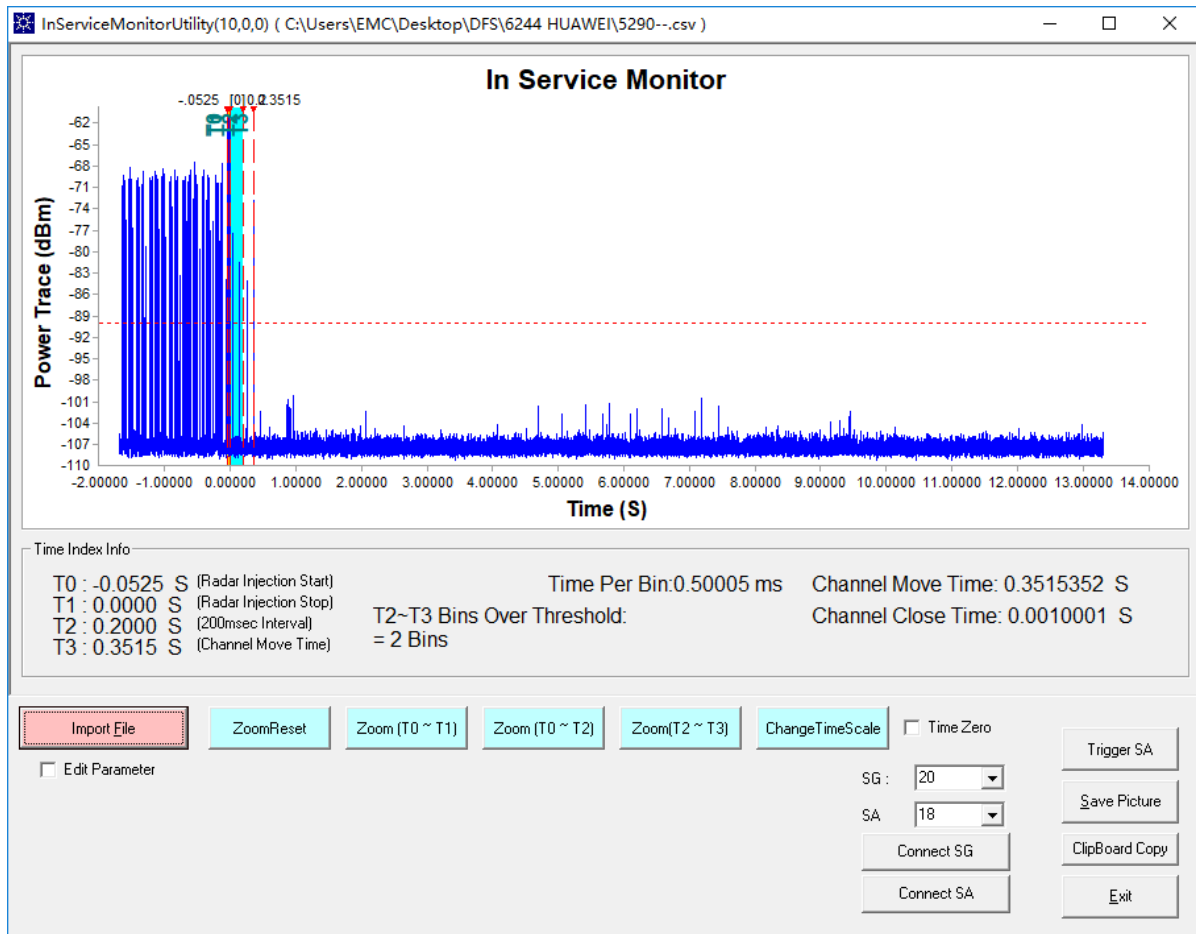 InServiceMonitorUtility(10,0,0) ( C:\Users\EMC\Desktop\DFS\6244 HUAWEI\5290--.csv )
In Service Monitor
-.0525
T0
T3
-62
-65
-68
-71
-74
-77
-80
-83
-86
-89
-92
-95
-98
-101
-104
-107
-110
Power Trace (dBm)
-2.00000 -1.00000 0.00000 1.00000 2.00000 3.00000 4.00000 5.00000 6.00000 7.00000 8.00000 9.00000 10.00000 11.00000 12.00000 13.00000 14.00000
Time (S)
Time Index Info
T0 : -0.0525 S (Radar Injection Start)
T1 : 0.0000 S (Radar Injection Stop)
T2 : 0.2000 S (200msec Interval)
T3 : 0.3515 S (Channel Move Time)
Time Per Bin:0.50005 ms
T2~T3 Bins Over Threshold:
= 2 Bins
Channel Move Time: 0.3515352 S
Channel Close Time: 0.0010001 S
Import File
ZoomReset
Zoom (T0 ~ T1)
Zoom (T0 ~ T2)
Zoom(T2 ~ T3)
ChangeTimeScale
Time Zero
Edit Parameter
SG : 20
SA 18
Connect SG
Connect SA
Trigger SA
Save Picture
ClipBoard Copy
Exit